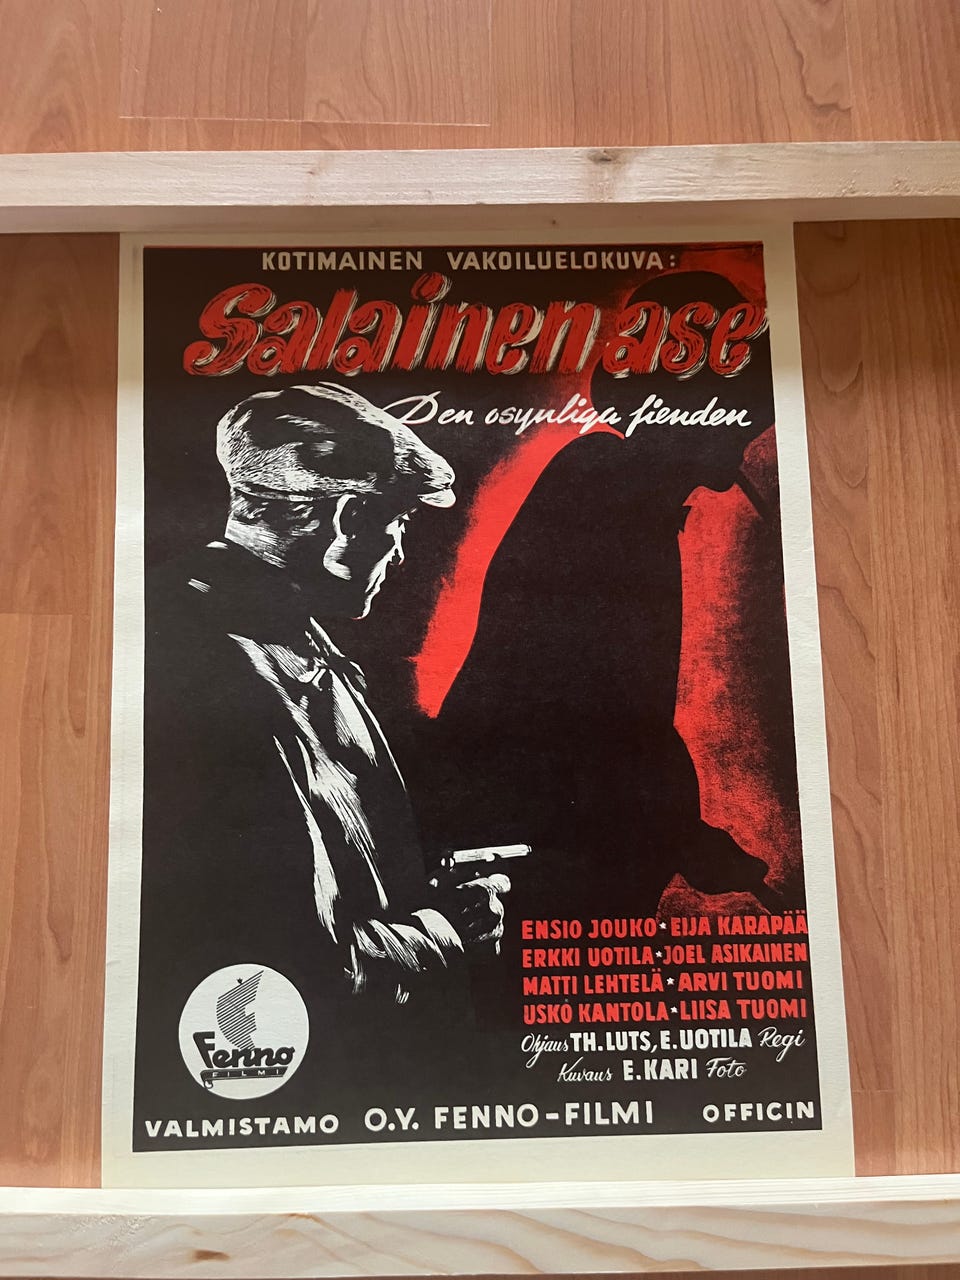 KOTIMAINEN VAKOILUELOKUVA:
Salainen ase
Den osynliga fienden
ENSIO JOUKO * EIJA KARAPÄÄ
ERKKI UOTILA * JOEL ASIKAINEN
MATTI LEHTELÄ * ARVI TUOMI
USKO KANTOLA * LIISA TUOMI
Ohjaus TH. LUTS, E. UOTILA Regi
Kuvaus E. KARI Foto
Fenno
FILMI
VALMISTAMO O.Y. FENNO-FILMI OFFICIN